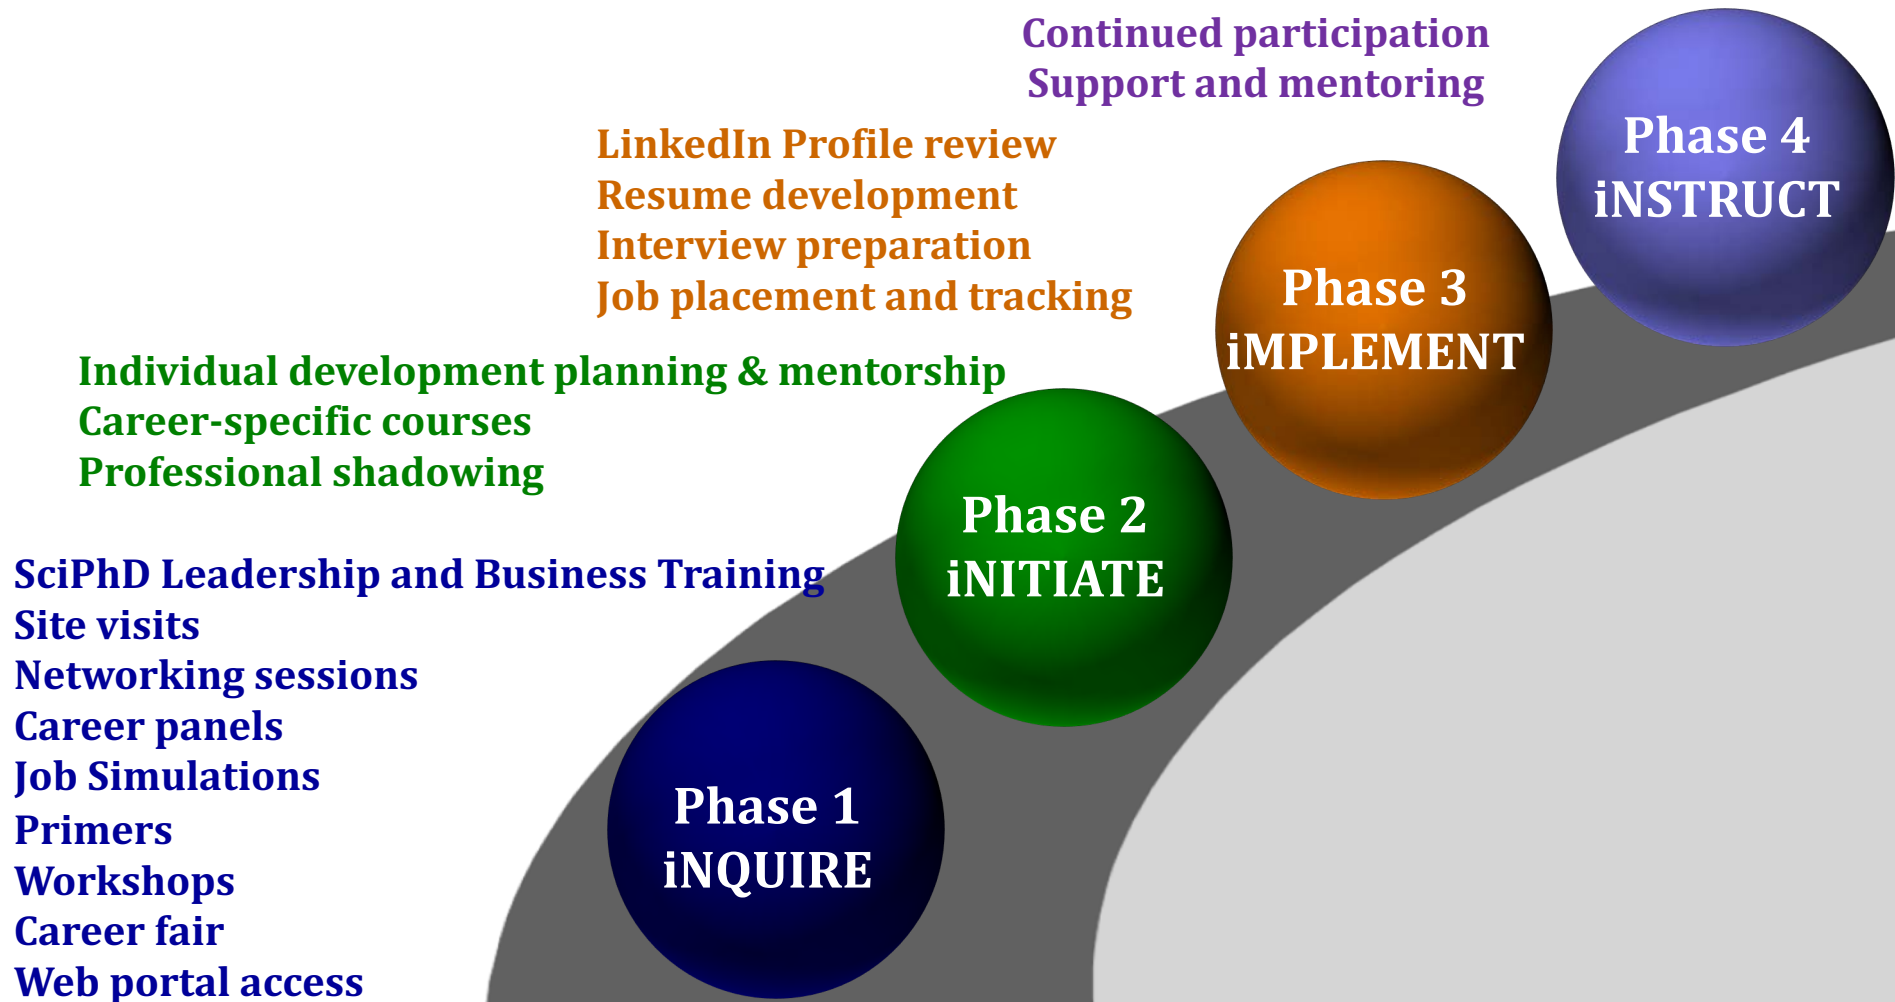 Continued participation
Support and mentoring
Phase 4
iNSTRUCT
LinkedIn Profile review
Resume development
Interview preparation
Job placement and tracking
Phase 3
iMPLEMENT
Individual development planning & mentorship
Career-specific courses
Professional shadowing
Phase 2
iNITIATE
SciPhD Leadership and Business Training
Site visits
Networking sessions
Career panels
Job Simulations
Primers
Workshops
Career fair
Web portal access
Phase 1
iNQUIRE